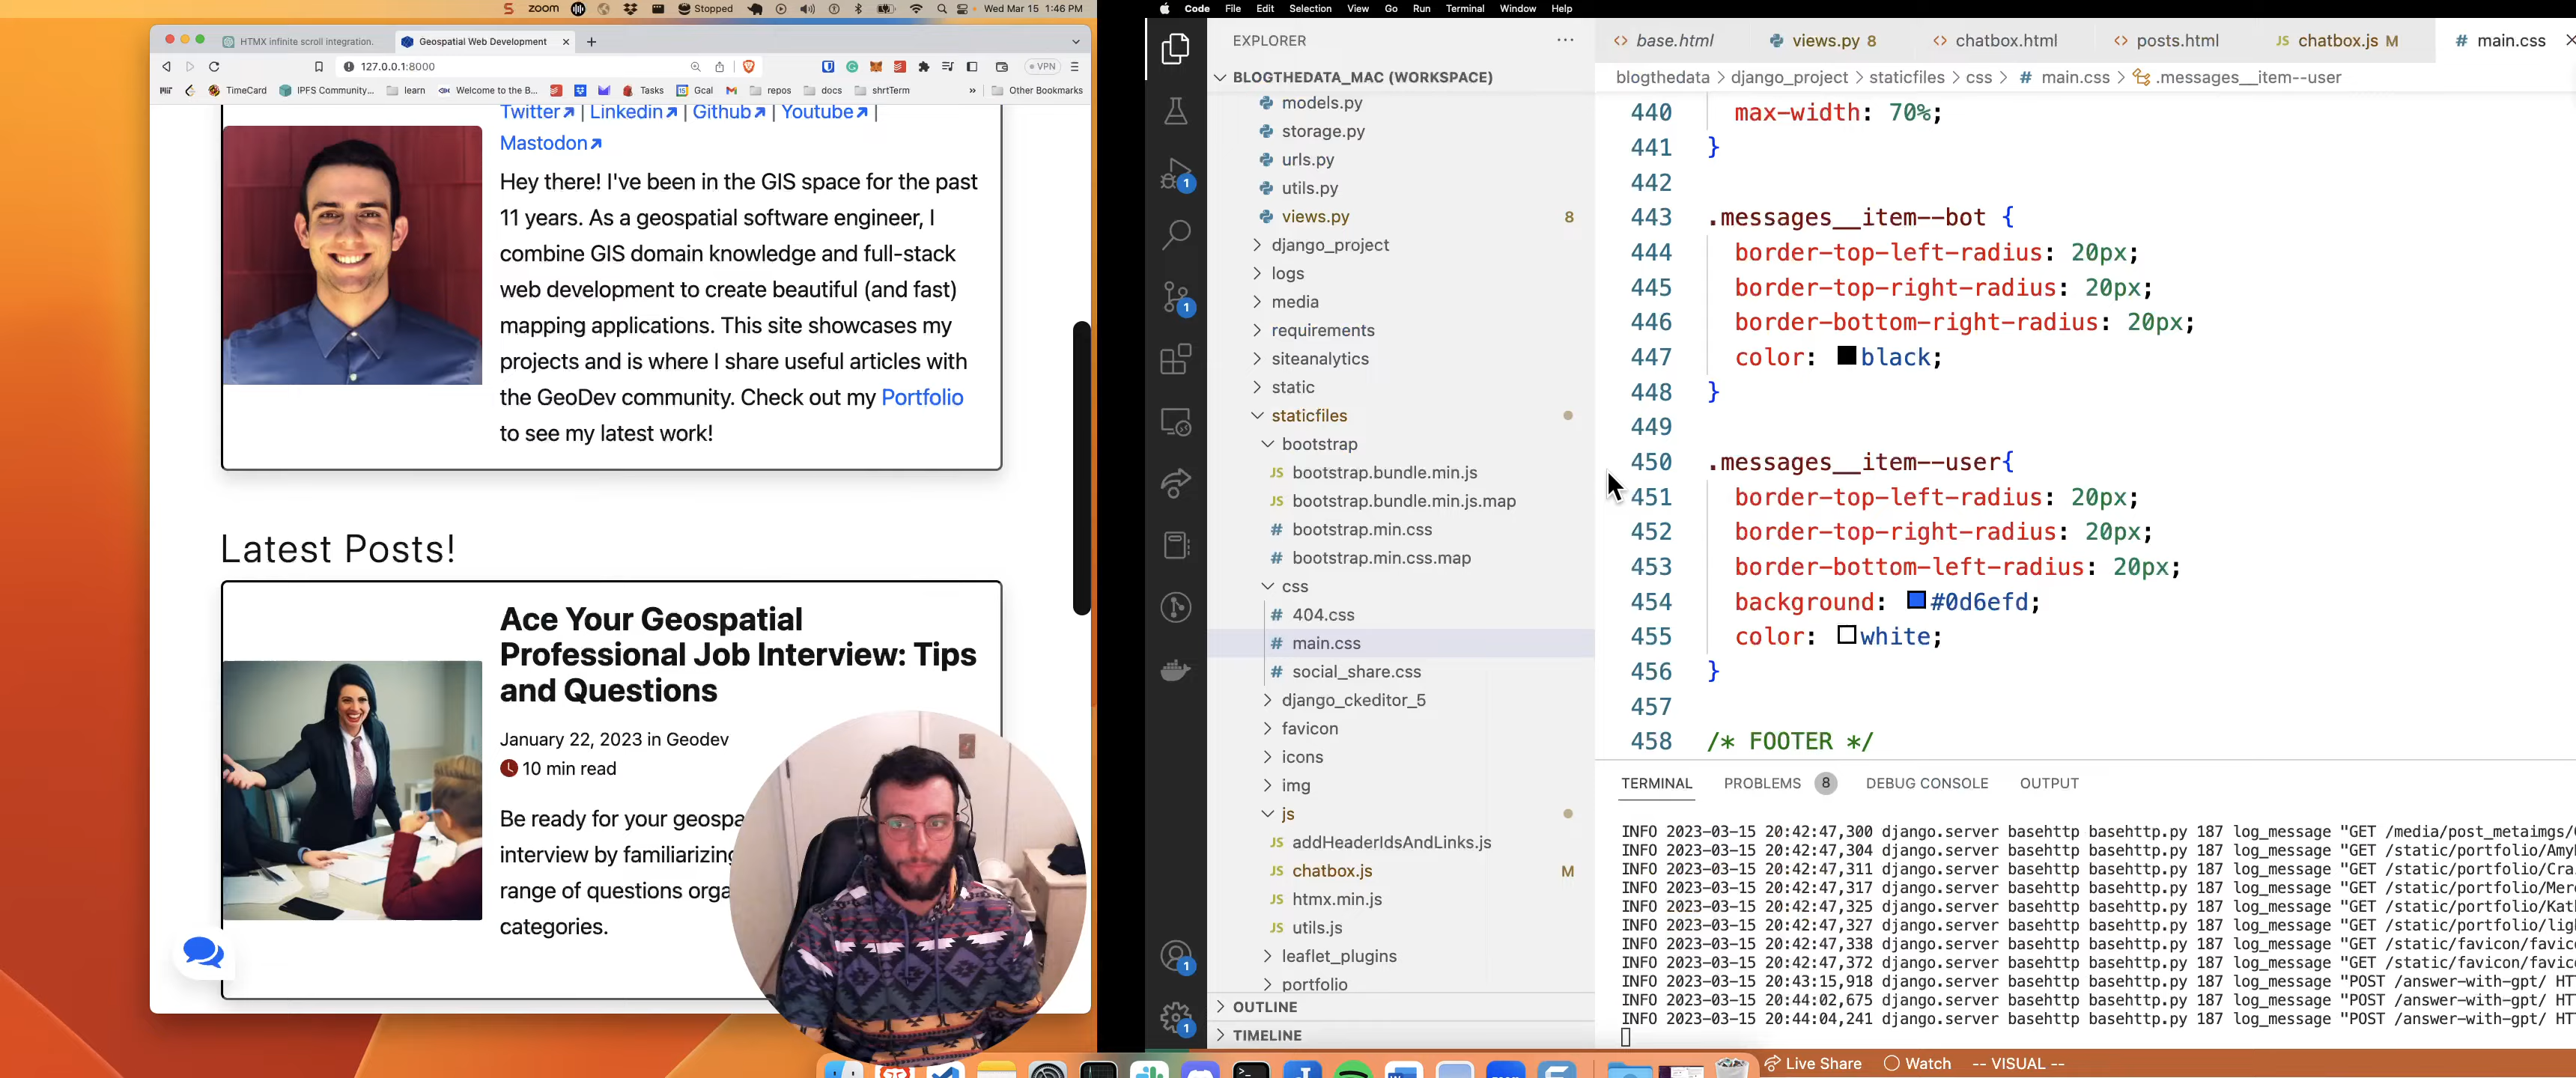 zoom
Stopped
Wed Mar 15 1:46 PM
HTMX infinite scroll integration.
Geospatial Web Development
127.0.0.1:8000
VPN
TimeCard
IPFS Community...
learn
Welcome to the B...
Tasks
Gcal
repos
docs
shrtTerm
Other Bookmarks
Twitter | Linkedin | Github | Youtube |
Mastodon
Hey there! I've been in the GIS space for the past
11 years. As a geospatial software engineer, I
combine GIS domain knowledge and full-stack
web development to create beautiful (and fast)
mapping applications. This site showcases my
projects and is where I share useful articles with
the GeoDev community. Check out my Portfolio
to see my latest work!
Latest Posts!
Ace Your Geospatial
Professional Job Interview: Tips
and Questions
January 22, 2023 in Geodev
10 min read
Be ready for your geospa
interview by familiarizing
range of questions orga
categories.
Code File Edit Selection View Go Run Terminal Window Help
EXPLORER
BLOGTHEDATA_MAC (WORKSPACE)
models.py
storage.py
urls.py
utils.py
views.py 8
django_project
logs
media
requirements
siteanalytics
static
staticfiles
bootstrap
JS bootstrap.bundle.min.js
JS bootstrap.bundle.min.js.map
# bootstrap.min.css
# bootstrap.min.css.map
css
# 404.css
# main.css
# social_share.css
django_ckeditor_5
favicon
icons
img
js
JS addHeaderIdsAndLinks.js
JS chatbox.js M
JS htmx.min.js
JS utils.js
leaflet_plugins
portfolio
OUTLINE
TIMELINE
base.html
views.py 8
chatbox.html
posts.html
JS chatbox.js M
# main.css
blogthedata > django_project > staticfiles > css > # main.css > .messages__item--user
440 max-width: 70%;
441 }
442
443 .messages__item--bot {
444 border-top-left-radius: 20px;
445 border-top-right-radius: 20px;
446 border-bottom-right-radius: 20px;
447 color: black;
448 }
449
450 .messages__item--user{
451 border-top-left-radius: 20px;
452 border-top-right-radius: 20px;
453 border-bottom-left-radius: 20px;
454 background: #0d6efd;
455 color: white;
456 }
457
458 /* FOOTER */
TERMINAL PROBLEMS 8 DEBUG CONSOLE OUTPUT
INFO 2023-03-15 20:42:47,300 django.server basehttp basehttp.py 187 log_message "GET /media/post_metaimgs/
INFO 2023-03-15 20:42:47,304 django.server basehttp basehttp.py 187 log_message "GET /static/portfolio/Amy
INFO 2023-03-15 20:42:47,311 django.server basehttp basehttp.py 187 log_message "GET /static/portfolio/Cra
INFO 2023-03-15 20:42:47,317 django.server basehttp basehttp.py 187 log_message "GET /static/portfolio/Mer
INFO 2023-03-15 20:42:47,325 django.server basehttp basehttp.py 187 log_message "GET /static/portfolio/Kat
INFO 2023-03-15 20:42:47,327 django.server basehttp basehttp.py 187 log_message "GET /static/portfolio/lig
INFO 2023-03-15 20:42:47,338 django.server basehttp basehttp.py 187 log_message "GET /static/favicon/favic
INFO 2023-03-15 20:42:47,372 django.server basehttp basehttp.py 187 log_message "GET /static/favicon/favic
INFO 2023-03-15 20:43:15,918 django.server basehttp basehttp.py 187 log_message "POST /answer-with-gpt/ HT
INFO 2023-03-15 20:44:02,675 django.server basehttp basehttp.py 187 log_message "POST /answer-with-gpt/ HT
INFO 2023-03-15 20:44:04,241 django.server basehttp basehttp.py 187 log_message "POST /answer-with-gpt/ HT
Live Share
Watch
-- VISUAL --